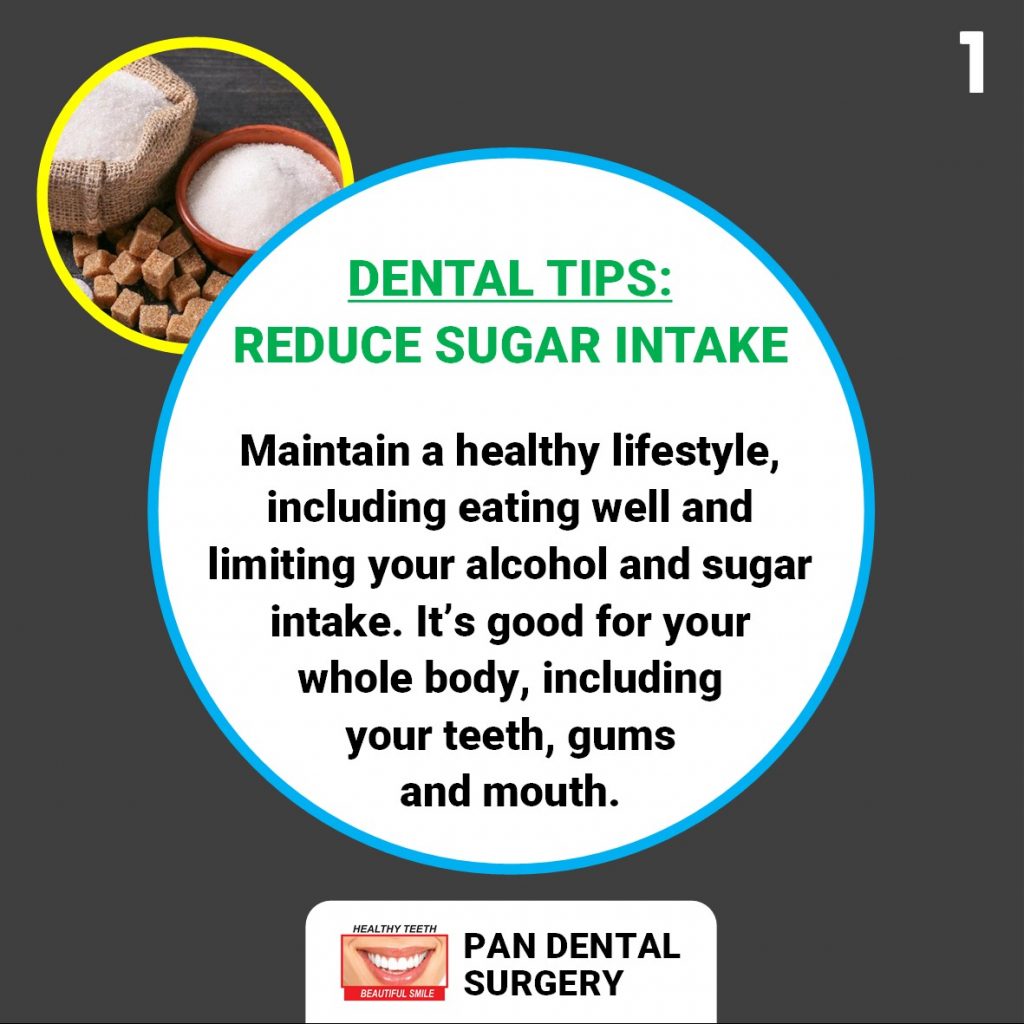 1
DENTAL TIPS:
REDUCE SUGAR INTAKE
Maintain a healthy lifestyle,
including eating well and
limiting your alcohol and sugar
intake. It’s good for your
whole body, including
your teeth, gums
and mouth.
HEALTHY TEETH
BEAUTIFUL SMILE
PAN DENTAL
SURGERY